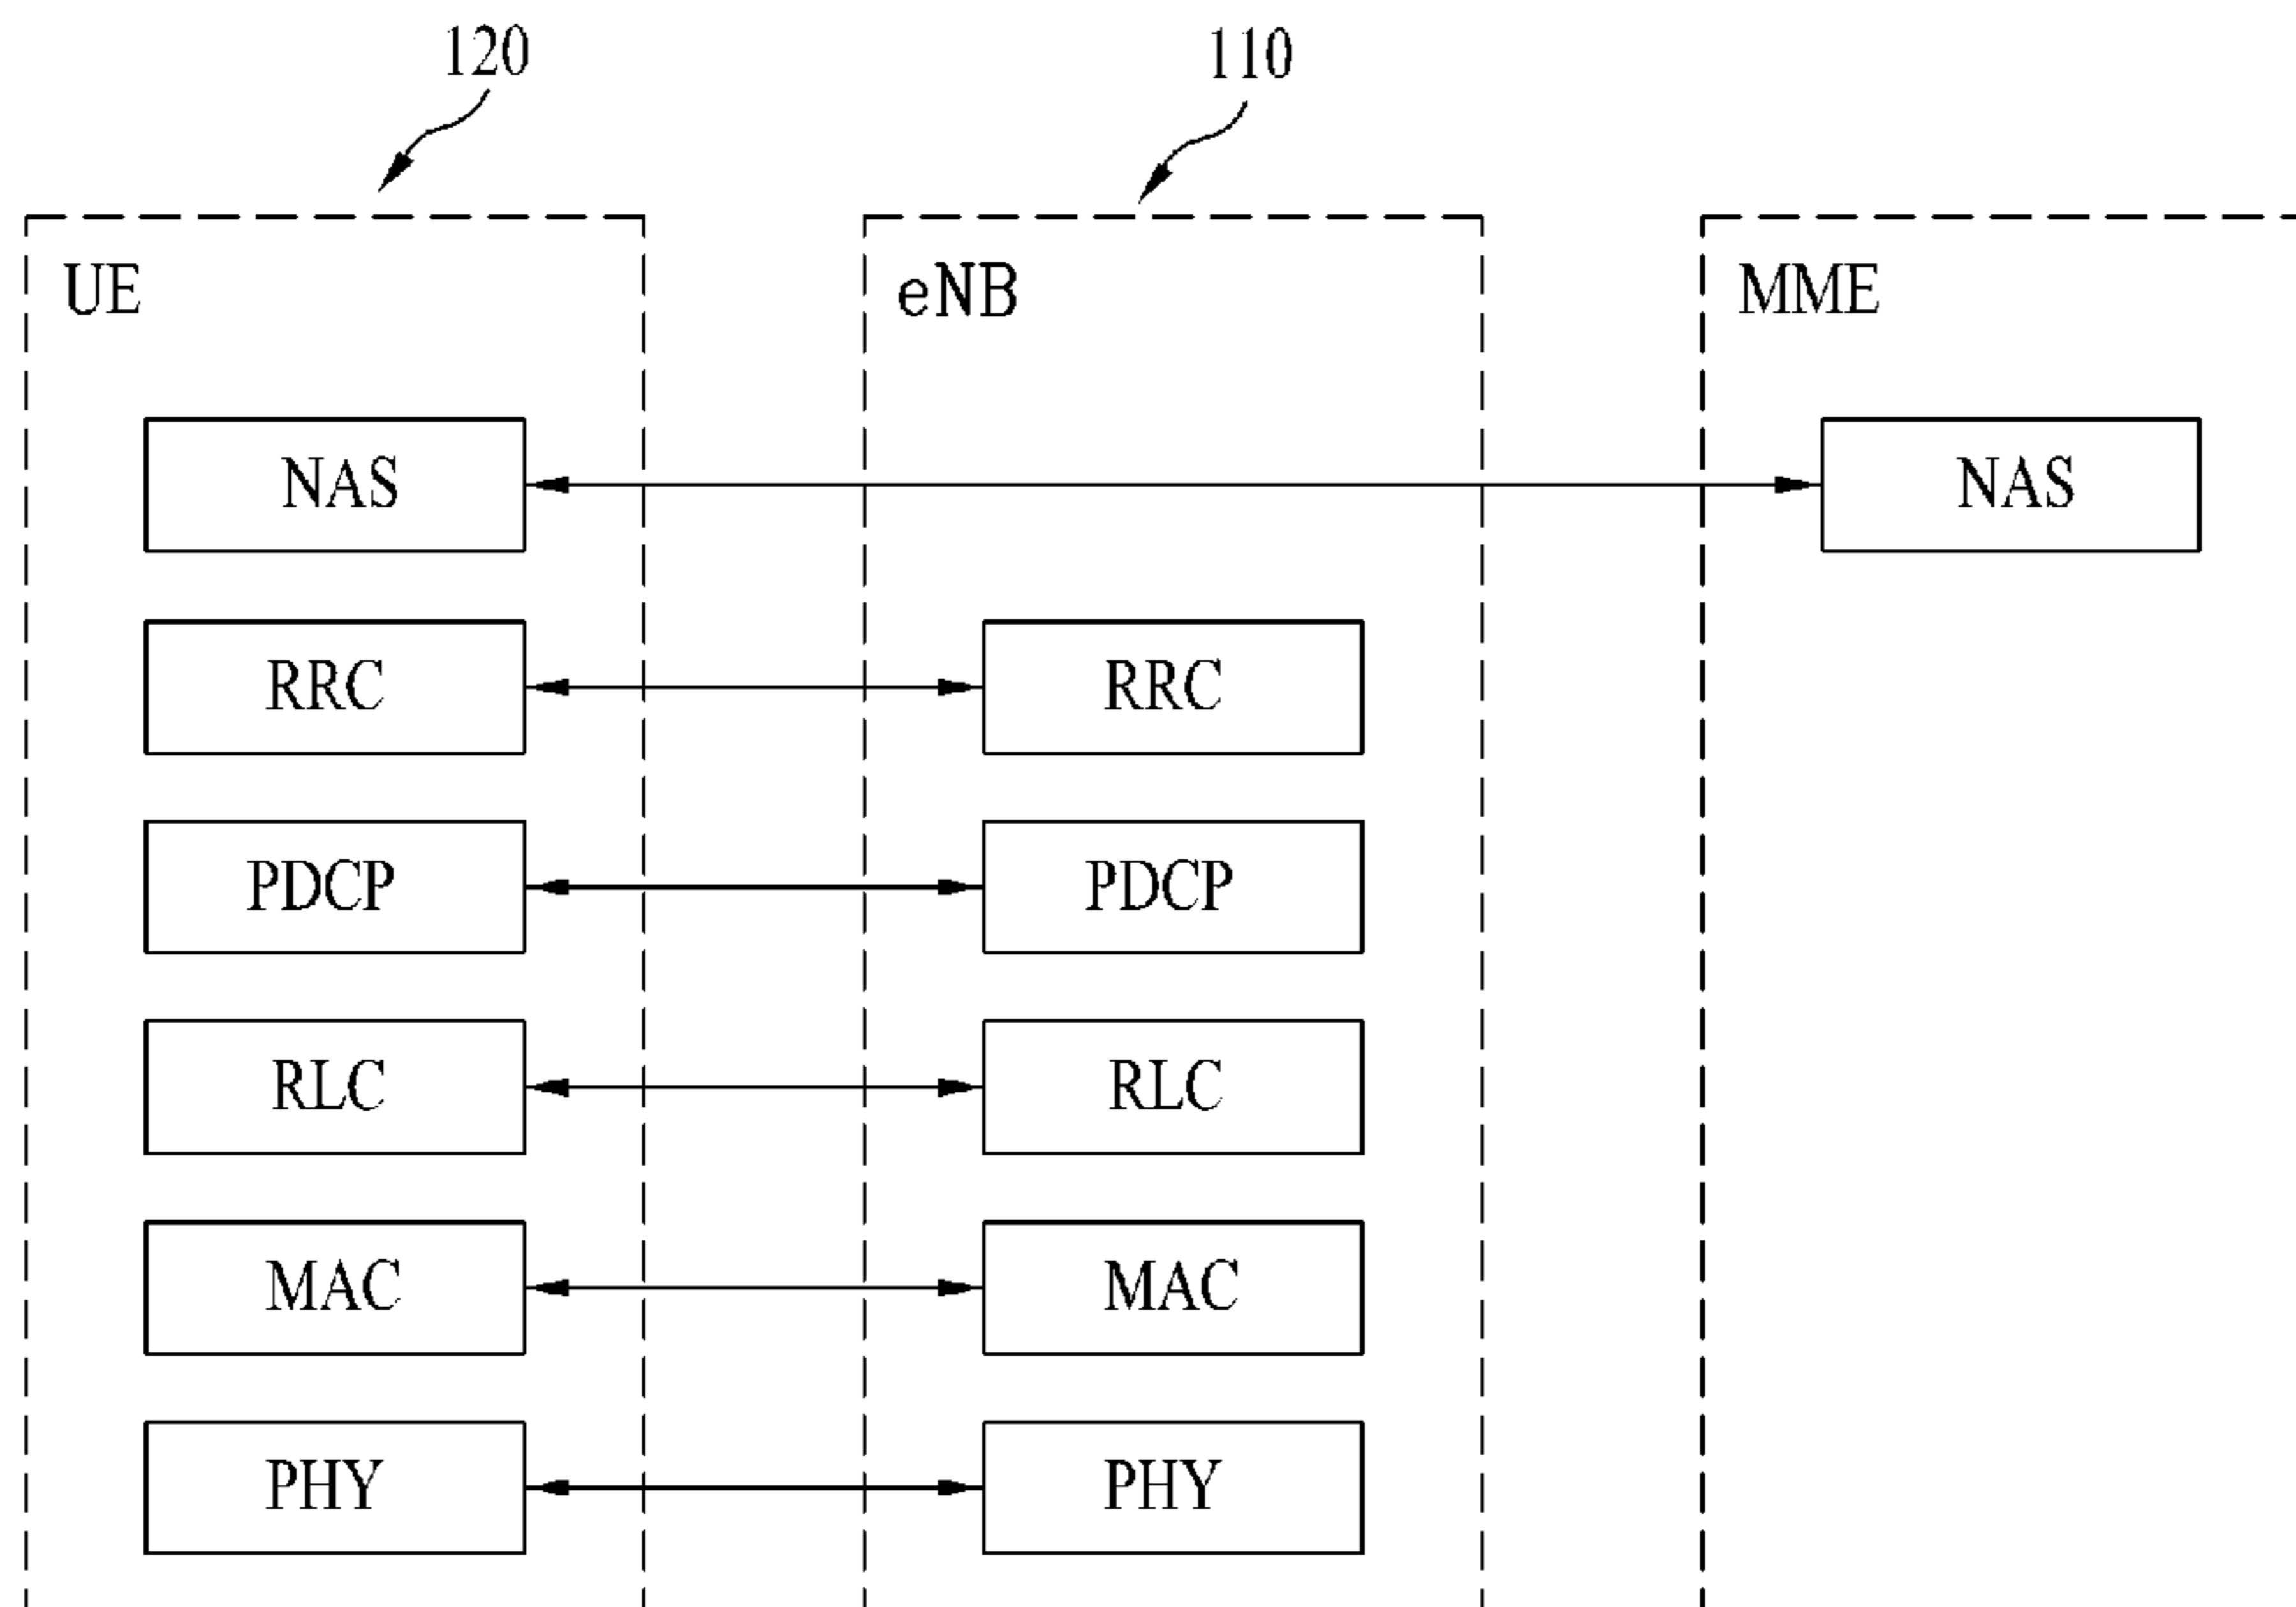 120 110
UE eNB MME
NAS NAS
RRC RRC
PDCP PDCP
RLC RLC
MAC MAC
PHY PHY